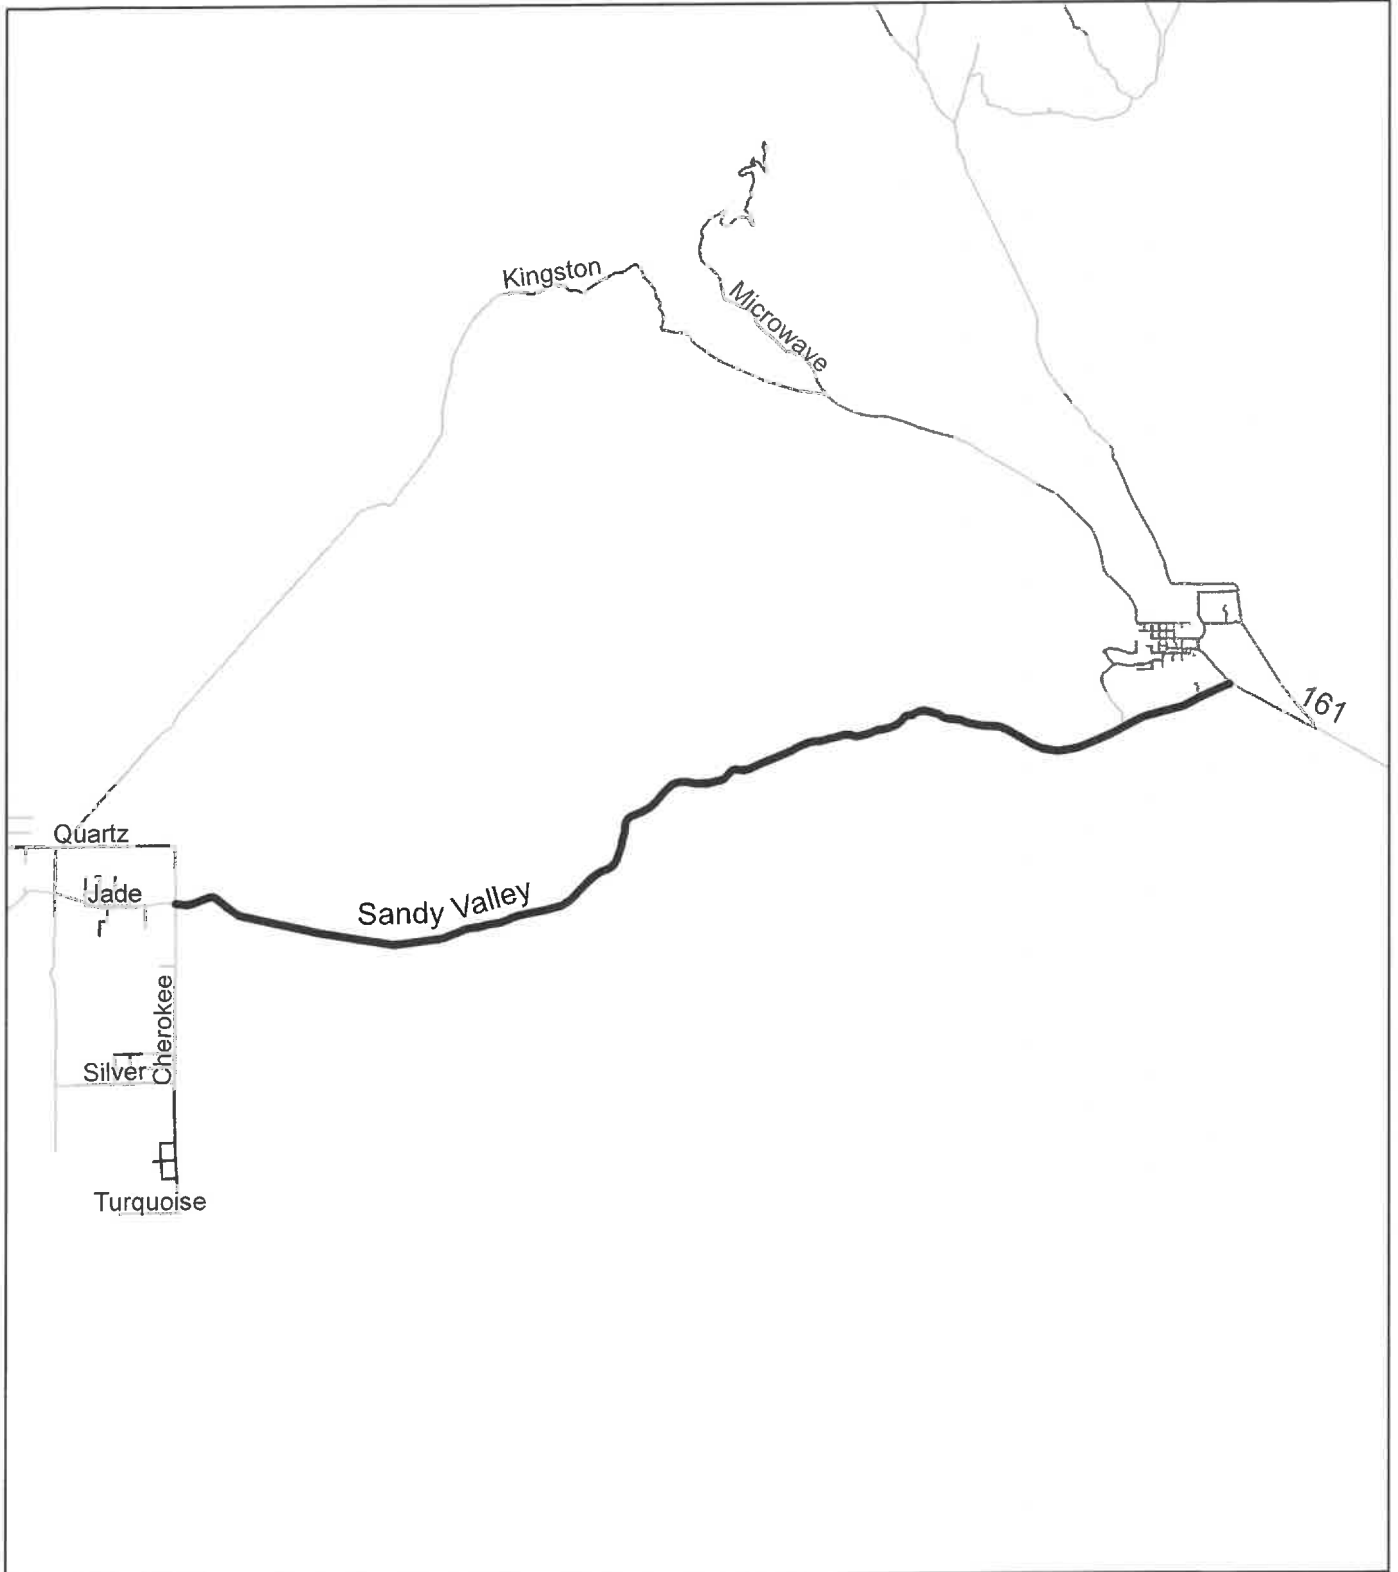 Kingston
Microwave
161
Quartz
Jade
Sandy Valley
Cherokee
Silver
Turquoise